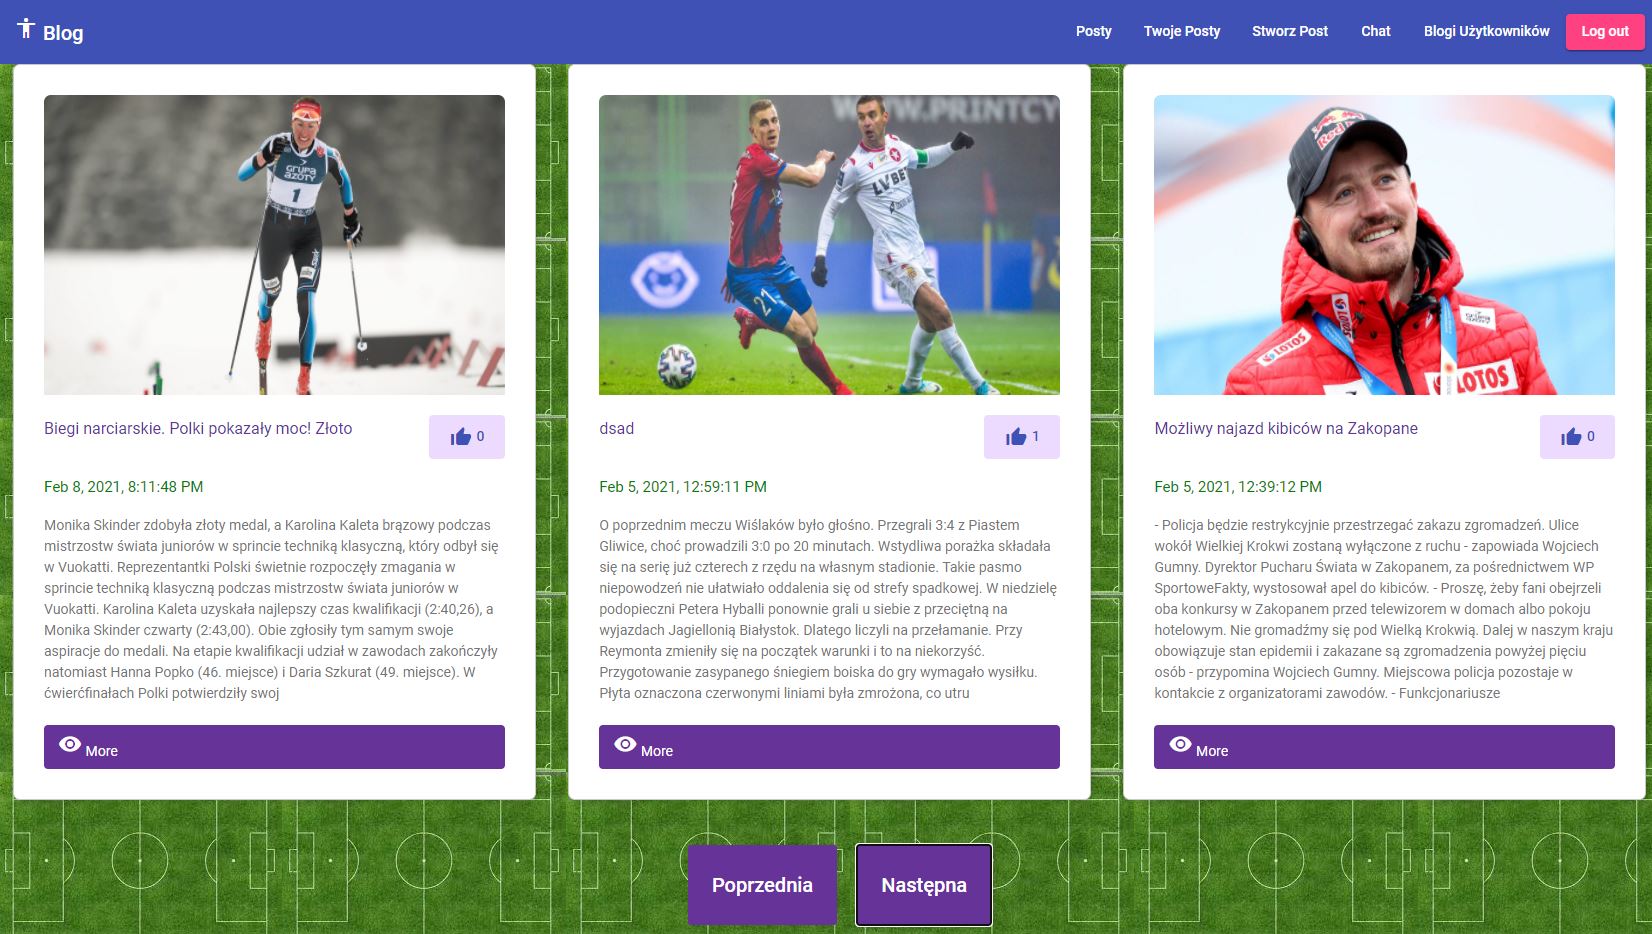 Blog
Posty
Twoje Posty
Stworz Post
Chat
Blogi Użytkowników
Log out
GRUPA
AZOTY
1
Biegi narciarskie. Polki pokazały moc! Złoto
0
Feb 8, 2021, 8:11:48 PM
Monika Skinder zdobyła złoty medal, a Karolina Kaleta brązowy podczas
mistrzostw świata juniorów w sprincie techniką klasyczną, który odbył się
w Vuokatti. Reprezentantki Polski świetnie rozpoczęły zmagania w
sprincie techniką klasyczną podczas mistrzostw świata juniorów w
Vuokatti. Karolina Kaleta uzyskała najlepszy czas kwalifikacji (2:40,26), a
Monika Skinder czwarty (2:43,00). Obie zgłosiły tym samym swoje
aspiracje do medali. Na etapie kwalifikacji udział w zawodach zakończyły
natomiast Hanna Popko (46. miejsce) i Daria Szkurat (49. miejsce). W
ćwierćfinałach Polki potwierdziły swoj
More
WWW.PRINTCY
LVBET
21
dsad
1
Feb 5, 2021, 12:59:11 PM
O poprzednim meczu Wiślaków było głośno. Przegrali 3:4 z Piastem
Gliwice, choć prowadzili 3:0 po 20 minutach. Wstydliwa porażka składała
się na serię już czterech z rzędu na własnym stadionie. Takie pasmo
niepowodzeń nie ułatwiało oddalenia się od strefy spadkowej. W niedzielę
podopieczni Petera Hyballi ponownie grali u siebie z przeciętną na
wyjazdach Jagiellonią Białystok. Dlatego liczyli na przełamanie. Przy
Reymonta zmieniły się na początek warunki i to na niekorzyść.
Przygotowanie zasypanego śniegiem boiska do gry wymagało wysiłku.
Płyta oznaczona czerwonymi liniami była zmrożona, co utru
More
Red Bull
LOTOS
LOTOS
Możliwy najazd kibiców na Zakopane
0
Feb 5, 2021, 12:39:12 PM
- Policja będzie restrykcyjnie przestrzegać zakazu zgromadzeń. Ulice
wokół Wielkiej Krokwi zostaną wyłączone z ruchu - zapowiada Wojciech
Gumny. Dyrektor Pucharu Świata w Zakopanem, za pośrednictwem WP
SportoweFakty, wystosował apel do kibiców. - Proszę, żeby fani obejrzeli
oba konkursy w Zakopanem przed telewizorem w domach albo pokoju
hotelowym. Nie gromadźmy się pod Wielką Krokwią. Dalej w naszym kraju
obowiązuje stan epidemii i zakazane są zgromadzenia powyżej pięciu
osób - przypomina Wojciech Gumny. Miejscowa policja pozostaje w
kontakcie z organizatorami zawodów. - Funkcjonariusze
More
Poprzednia
Następna